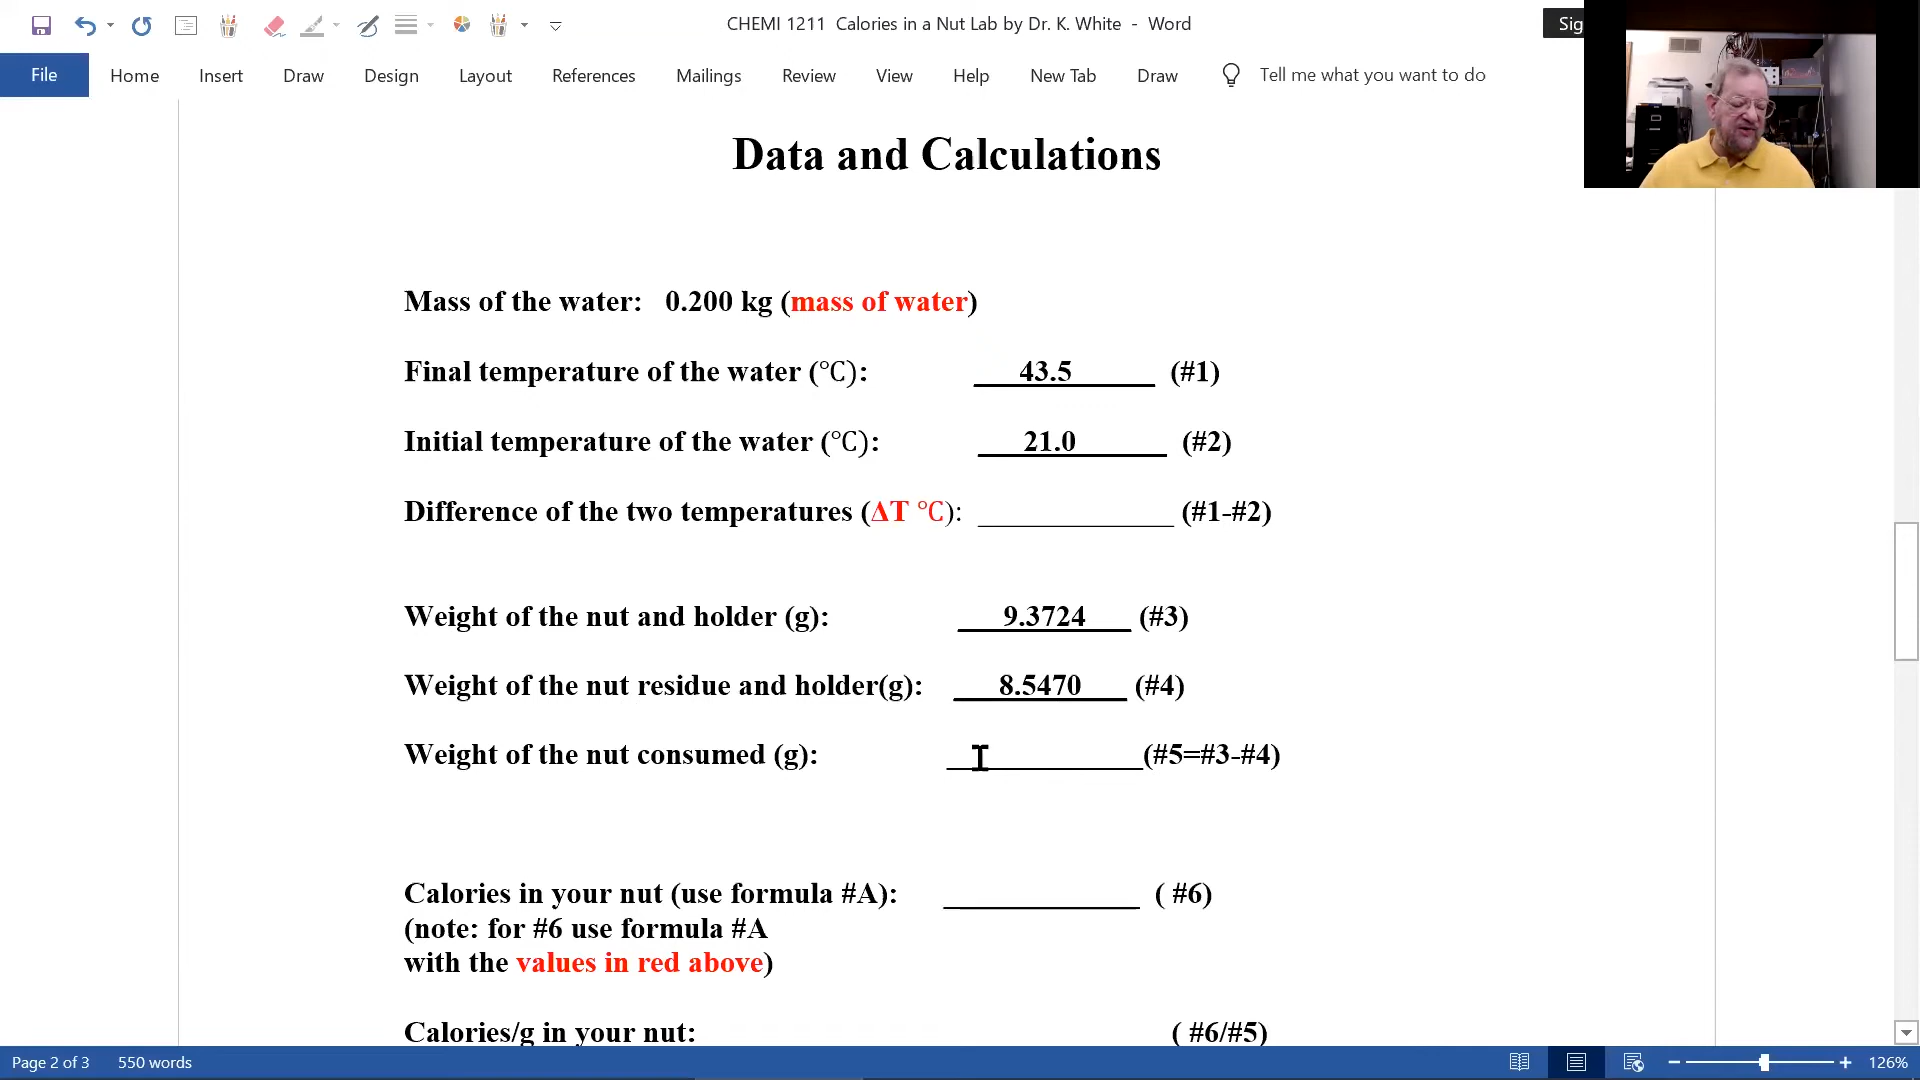 CHEMI 1211 Calories in a Nut Lab by Dr. K. White - Word
Sig
File Home Insert Draw Design Layout References Mailings Review View Help New Tab Draw Tell me what you want to do
Data and Calculations
Mass of the water: 0.200 kg (mass of water)
Final temperature of the water (℃): 43.5 (#1)
Initial temperature of the water (℃): 21.0 (#2)
Difference of the two temperatures (ΔT ℃): ______________ (#1-#2)
Weight of the nut and holder (g): 9.3724 (#3)
Weight of the nut residue and holder(g): 8.5470 (#4)
Weight of the nut consumed (g): ______________(#5=#3-#4)
Calories in your nut (use formula #A): ______________ ( #6)
(note: for #6 use formula #A
with the values in red above)
Calories/g in your nut: ( #6/#5)
Page 2 of 3 550 words 126%